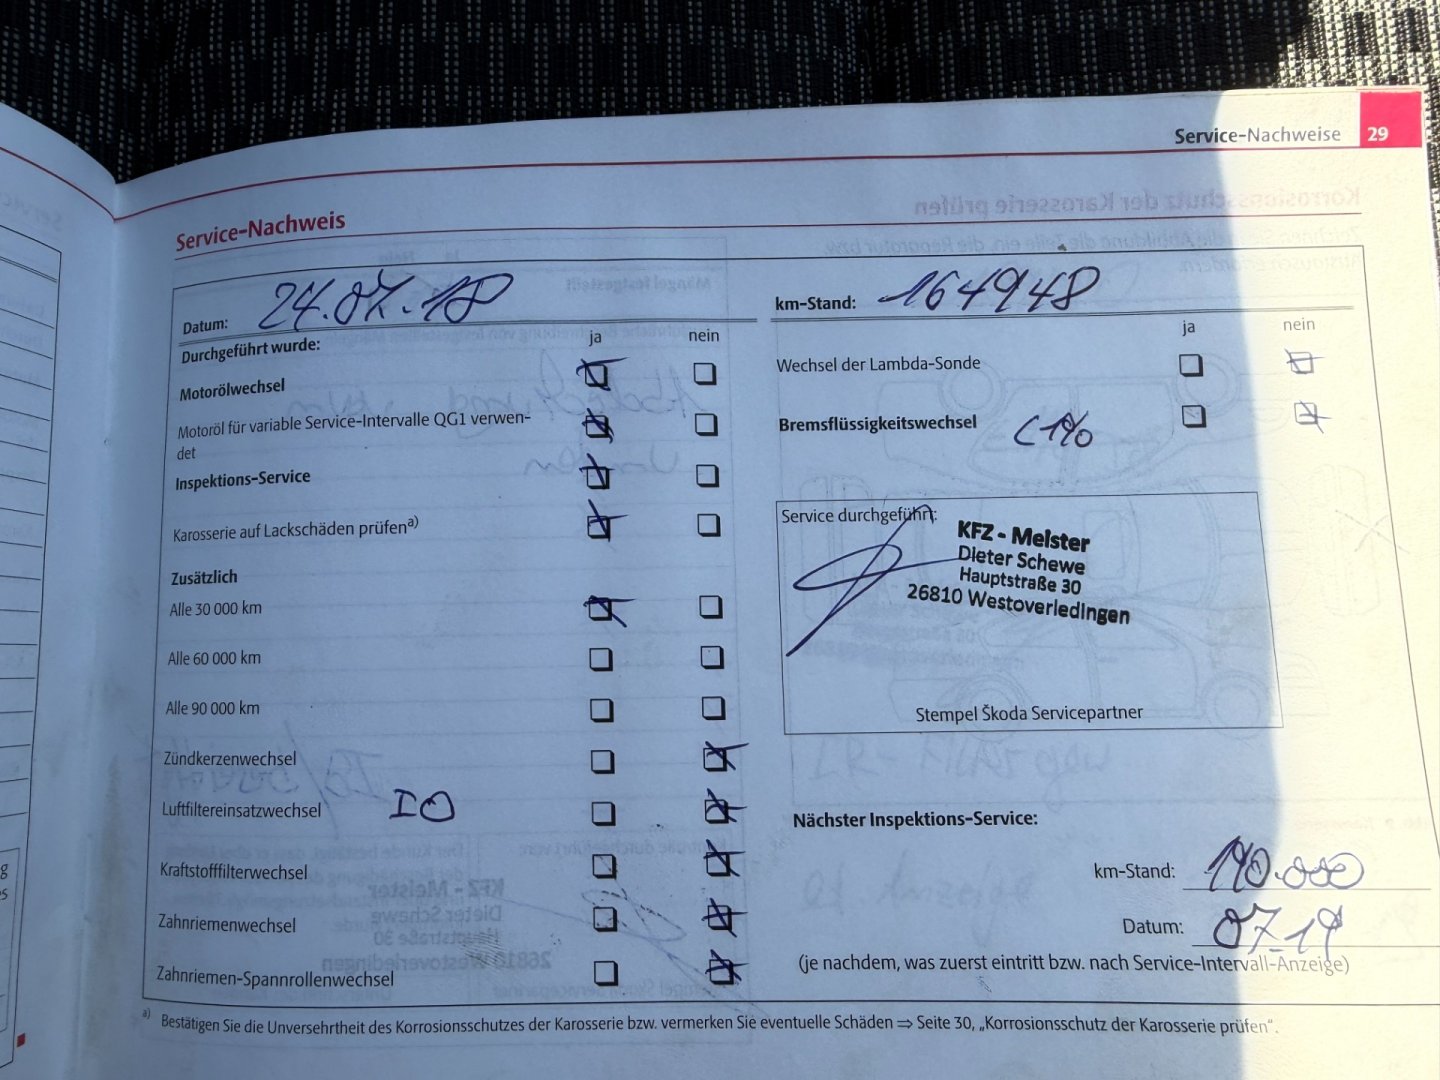 Service-Nachweise 29
Service-Nachweis
Datum: 24.07.18
km-Stand: 164948
Durchgeführt wurde: ja nein
Motorölwechsel
Motoröl für variable Service-Intervalle QG1 verwen-
det
Inspektions-Service
Karosserie auf Lackschäden prüfen a)
Zusätzlich
Alle 30 000 km
Alle 60 000 km
Alle 90 000 km
Zündkerzenwechsel
Luftfiltereinsatzwechsel IO
Kraftstofffilterwechsel
Zahnriemenwechsel
Zahnriemen-Spannrollenwechsel
ja nein
Wechsel der Lambda-Sonde
Bremsflüssigkeitswechsel <1%
Service durchgeführt:
KFZ - Meister
Dieter Schewe
Hauptstraße 30
26810 Westoverledingen
Stempel Škoda Servicepartner
Nächster Inspektions-Service:
km-Stand: 190.000
Datum: 07.19
(je nachdem, was zuerst eintritt bzw. nach Service-Intervall-Anzeige)
a) Bestätigen Sie die Unversehrtheit des Korrosionsschutzes der Karosserie bzw. vermerken Sie eventuelle Schäden ⇒ Seite 30, „Korrosionsschutz der Karosserie prüfen“.